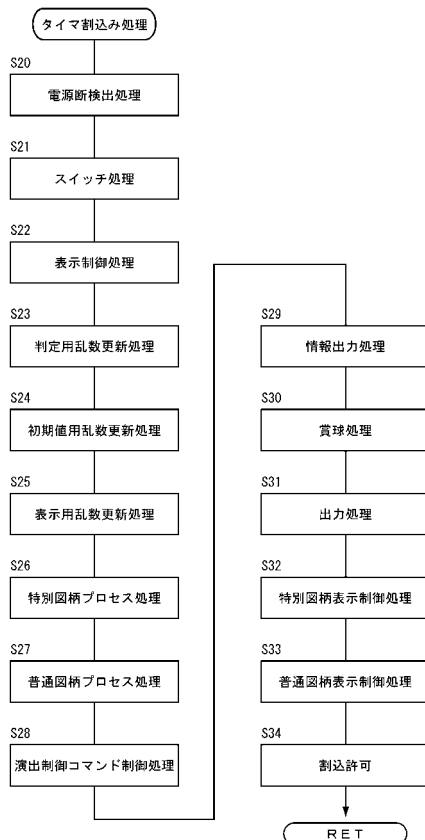 タイマ割込み処理
S20
電源断検出処理
S21
スイッチ処理
S22
表示制御処理
S23
判定用乱数更新処理
S24
初期値用乱数更新処理
S25
表示用乱数更新処理
S26
特別図柄プロセス処理
S27
普通図柄プロセス処理
S28
演出制御コマンド制御処理
S29
情報出力処理
S30
賞球処理
S31
出力処理
S32
特別図柄表示制御処理
S33
普通図柄表示制御処理
S34
割込許可
RET